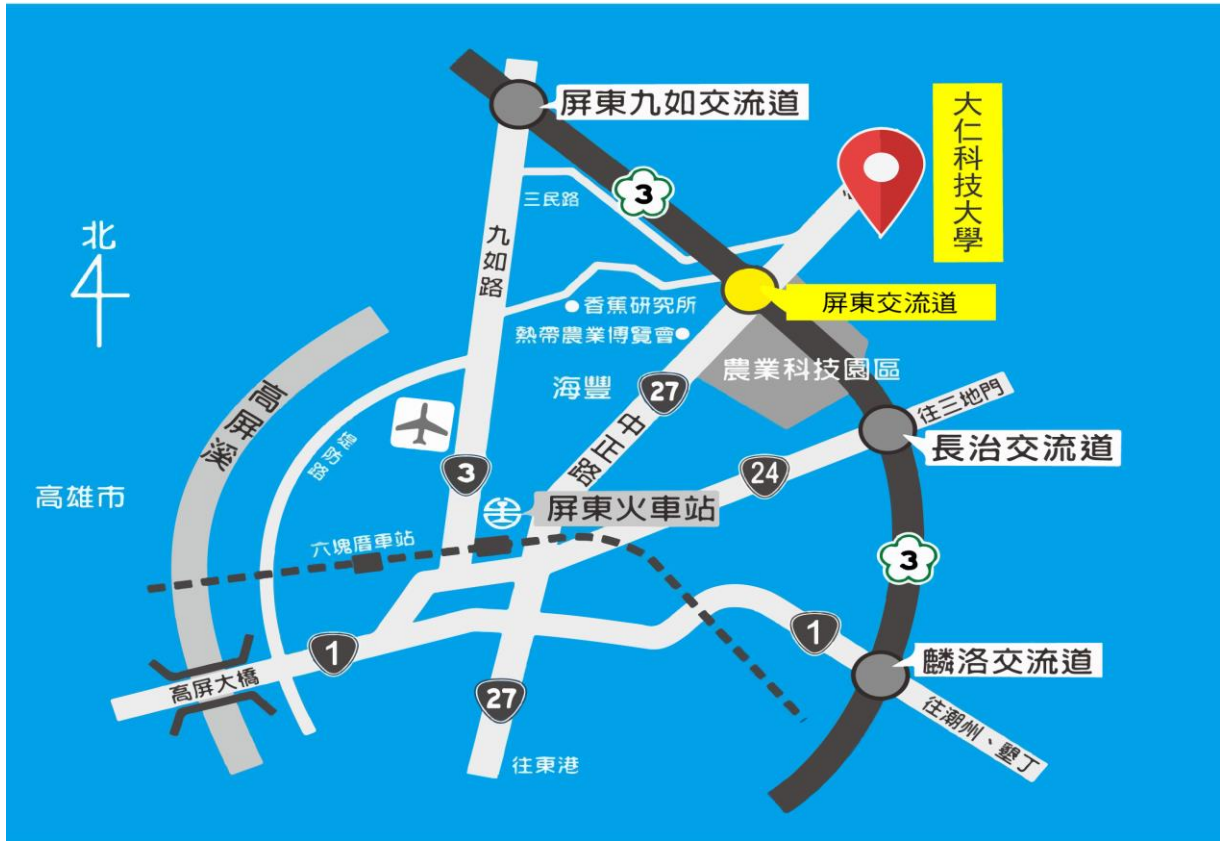 屏東九如交流道
大仁科技大學
3
三民路
九如路
北
屏東交流道
香蕉研究所
熱帶農業博覽會
農業科技園區
海豐
27
中正路
往三地門
高屏溪
堤防路
長治交流道
3
24
高雄市
屏東火車站
六塊厝車站
3
1
1
麟洛交流道
高屏大橋
27
往潮州、墾丁
往東港